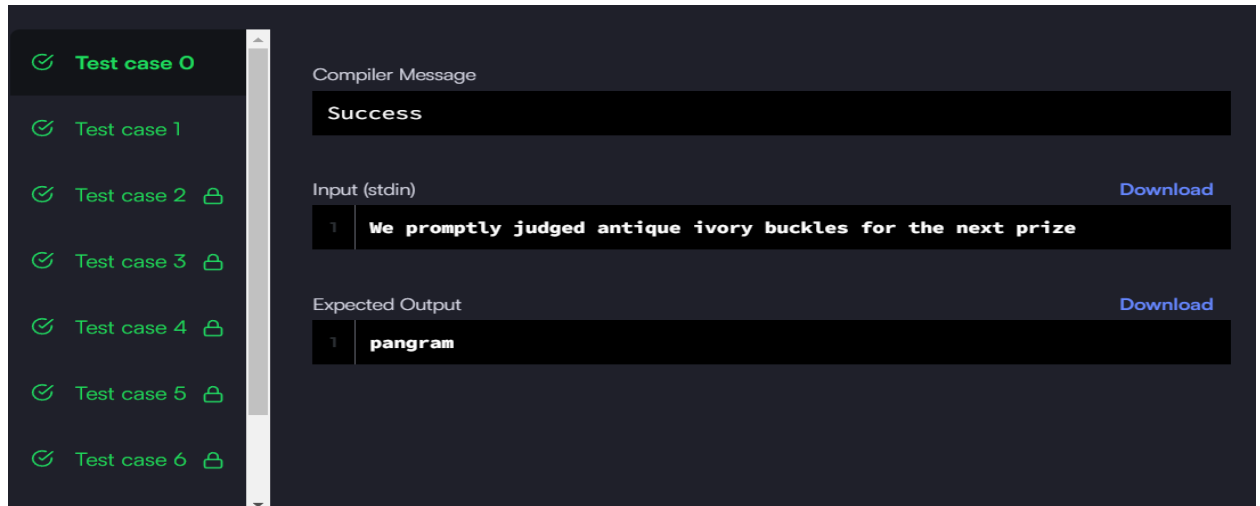 Test case 0
Test case 1
Test case 2
Test case 3
Test case 4
Test case 5
Test case 6
Compiler Message
Success
Input (stdin)
Download
1 We promptly judged antique ivory buckles for the next prize
Expected Output
Download
1 pangram